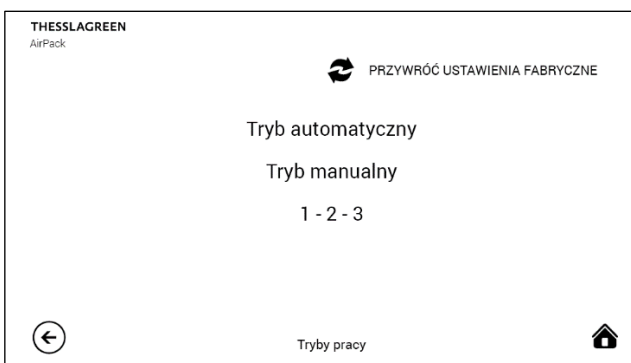 THESSLAGREEN
AirPack
PRZYWRÓĆ USTAWIENIA FABRYCZNE
Tryb automatyczny
Tryb manualny
1 - 2 - 3
Tryby pracy